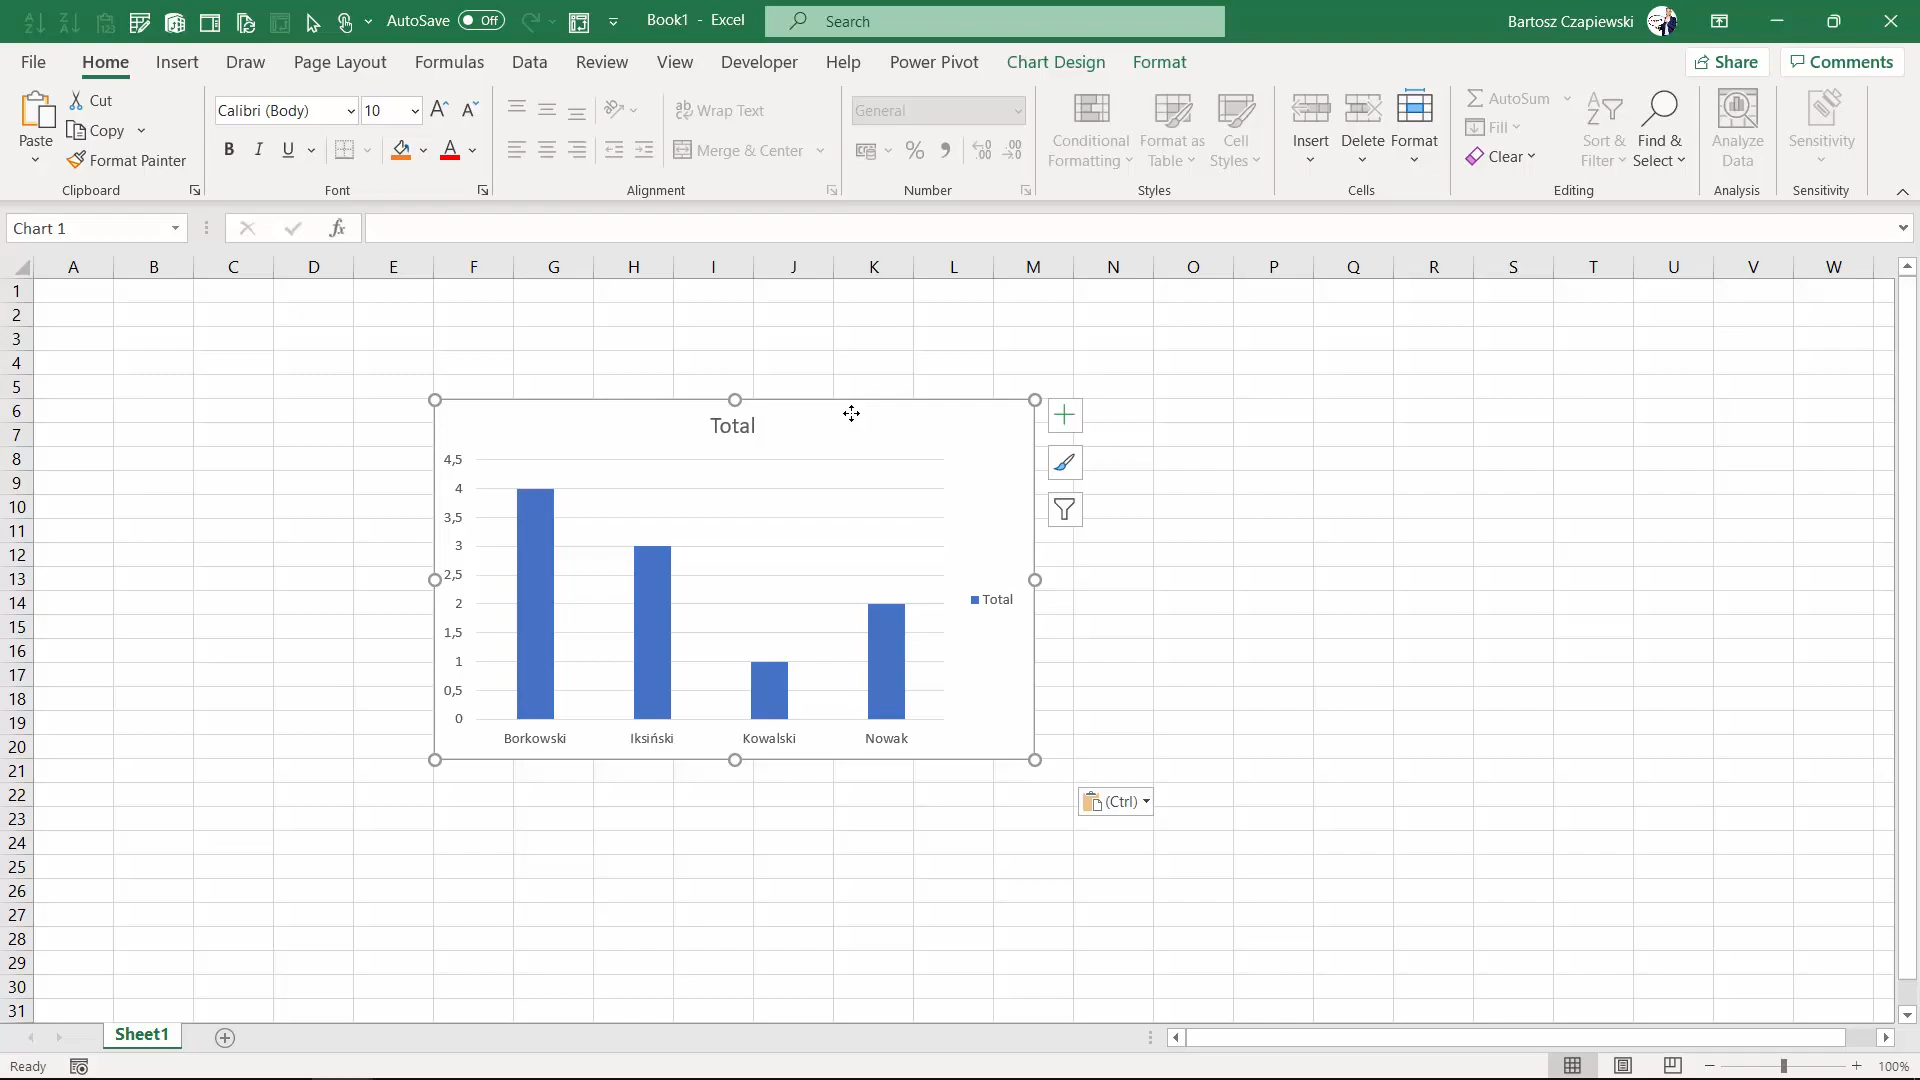 AutoSave Off Book1 - Excel Search Bartosz Czapiewski
File Home Insert Draw Page Layout Formulas Data Review View Developer Help Power Pivot Chart Design Format Share Comments
Paste
Cut
Copy
Format Painter
Clipboard
Calibri (Body) 10
B I U A
Font
ab Wrap Text
Merge & Center
Alignment
General
%
Number
Conditional
Formatting
Format as
Table
Cell
Styles
Styles
Insert Delete Format
Cells
AutoSum
Fill
Clear
Sort &
Filter
Find &
Select
Editing
Analyze
Data
Analysis
Sensitivity
Sensitivity
Chart 1 fx
A B C D E F G H I J K L M N O P Q R S T U V W
1
2
3
4
5
6
7
8
9
10
11
12
13
14
15
16
17
18
19
20
21
22
23
24
25
26
27
28
29
30
31
Total
4,5
4
3,5
3
2,5
2
1,5
1
0,5
0
Borkowski Iksiński Kowalski Nowak
Total
(Ctrl)
Sheet1
Ready 100%